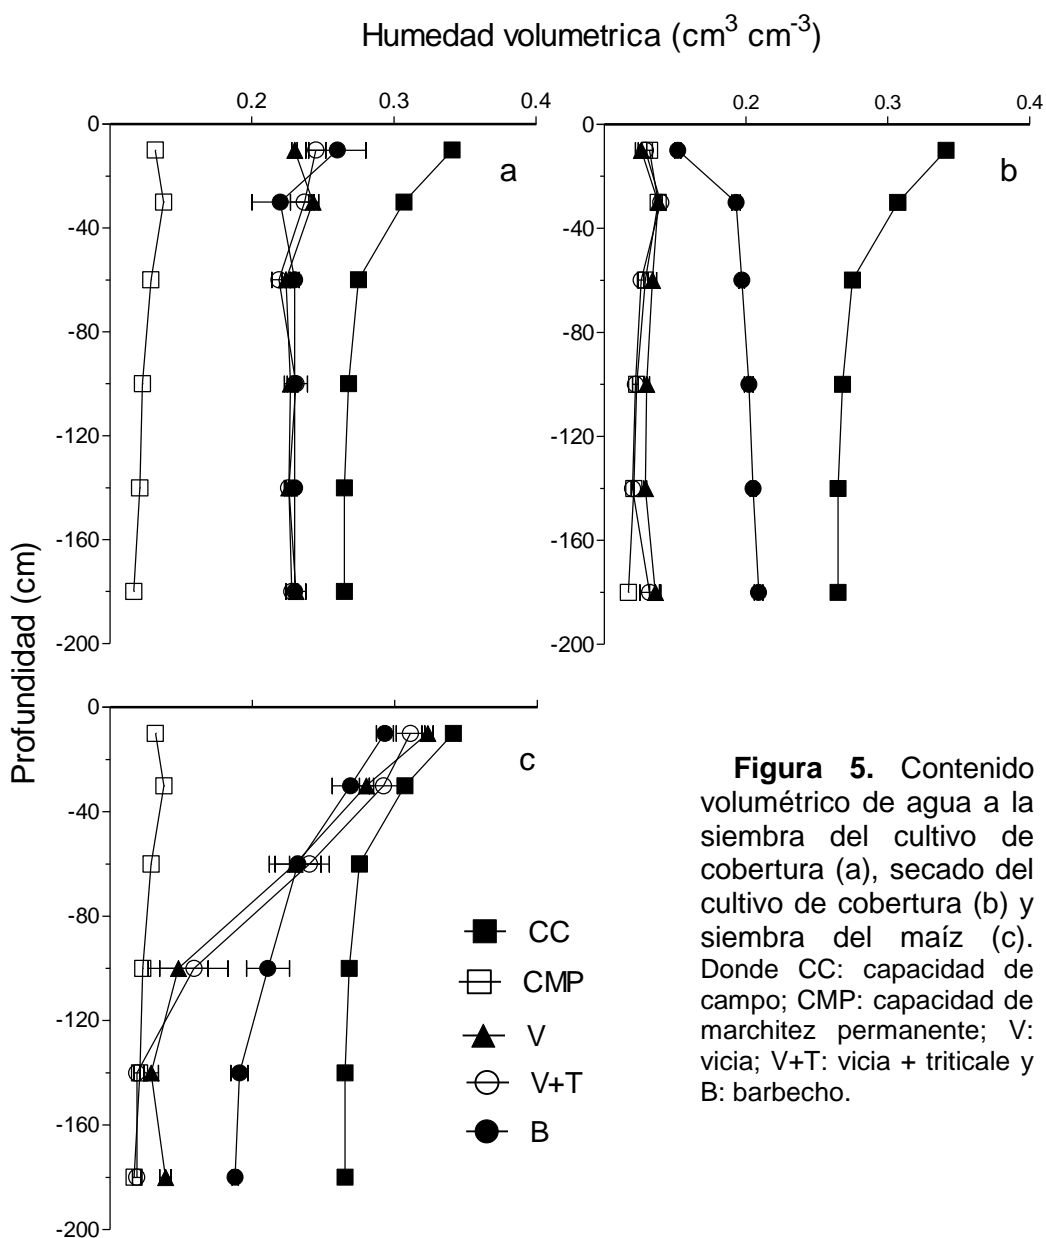 Humedad volumetrica (cm³ cm⁻³)
0.2 0.3 0.4
0
-40
-80
-120
-160
-200
a
0.2 0.3 0.4
0
-40
-80
-120
-160
-200
b
Profundidad (cm)
0
-40
-80
-120
-160
-200
c
CC
CMP
V
V+T
B
Figura 5. Contenido
volumétrico de agua a la
siembra del cultivo de
cobertura (a), secado del
cultivo de cobertura (b) y
siembra del maíz (c).
Donde CC: capacidad de
campo; CMP: capacidad de
marchitez permanente; V:
vicia; V+T: vicia + triticale y
B: barbecho.